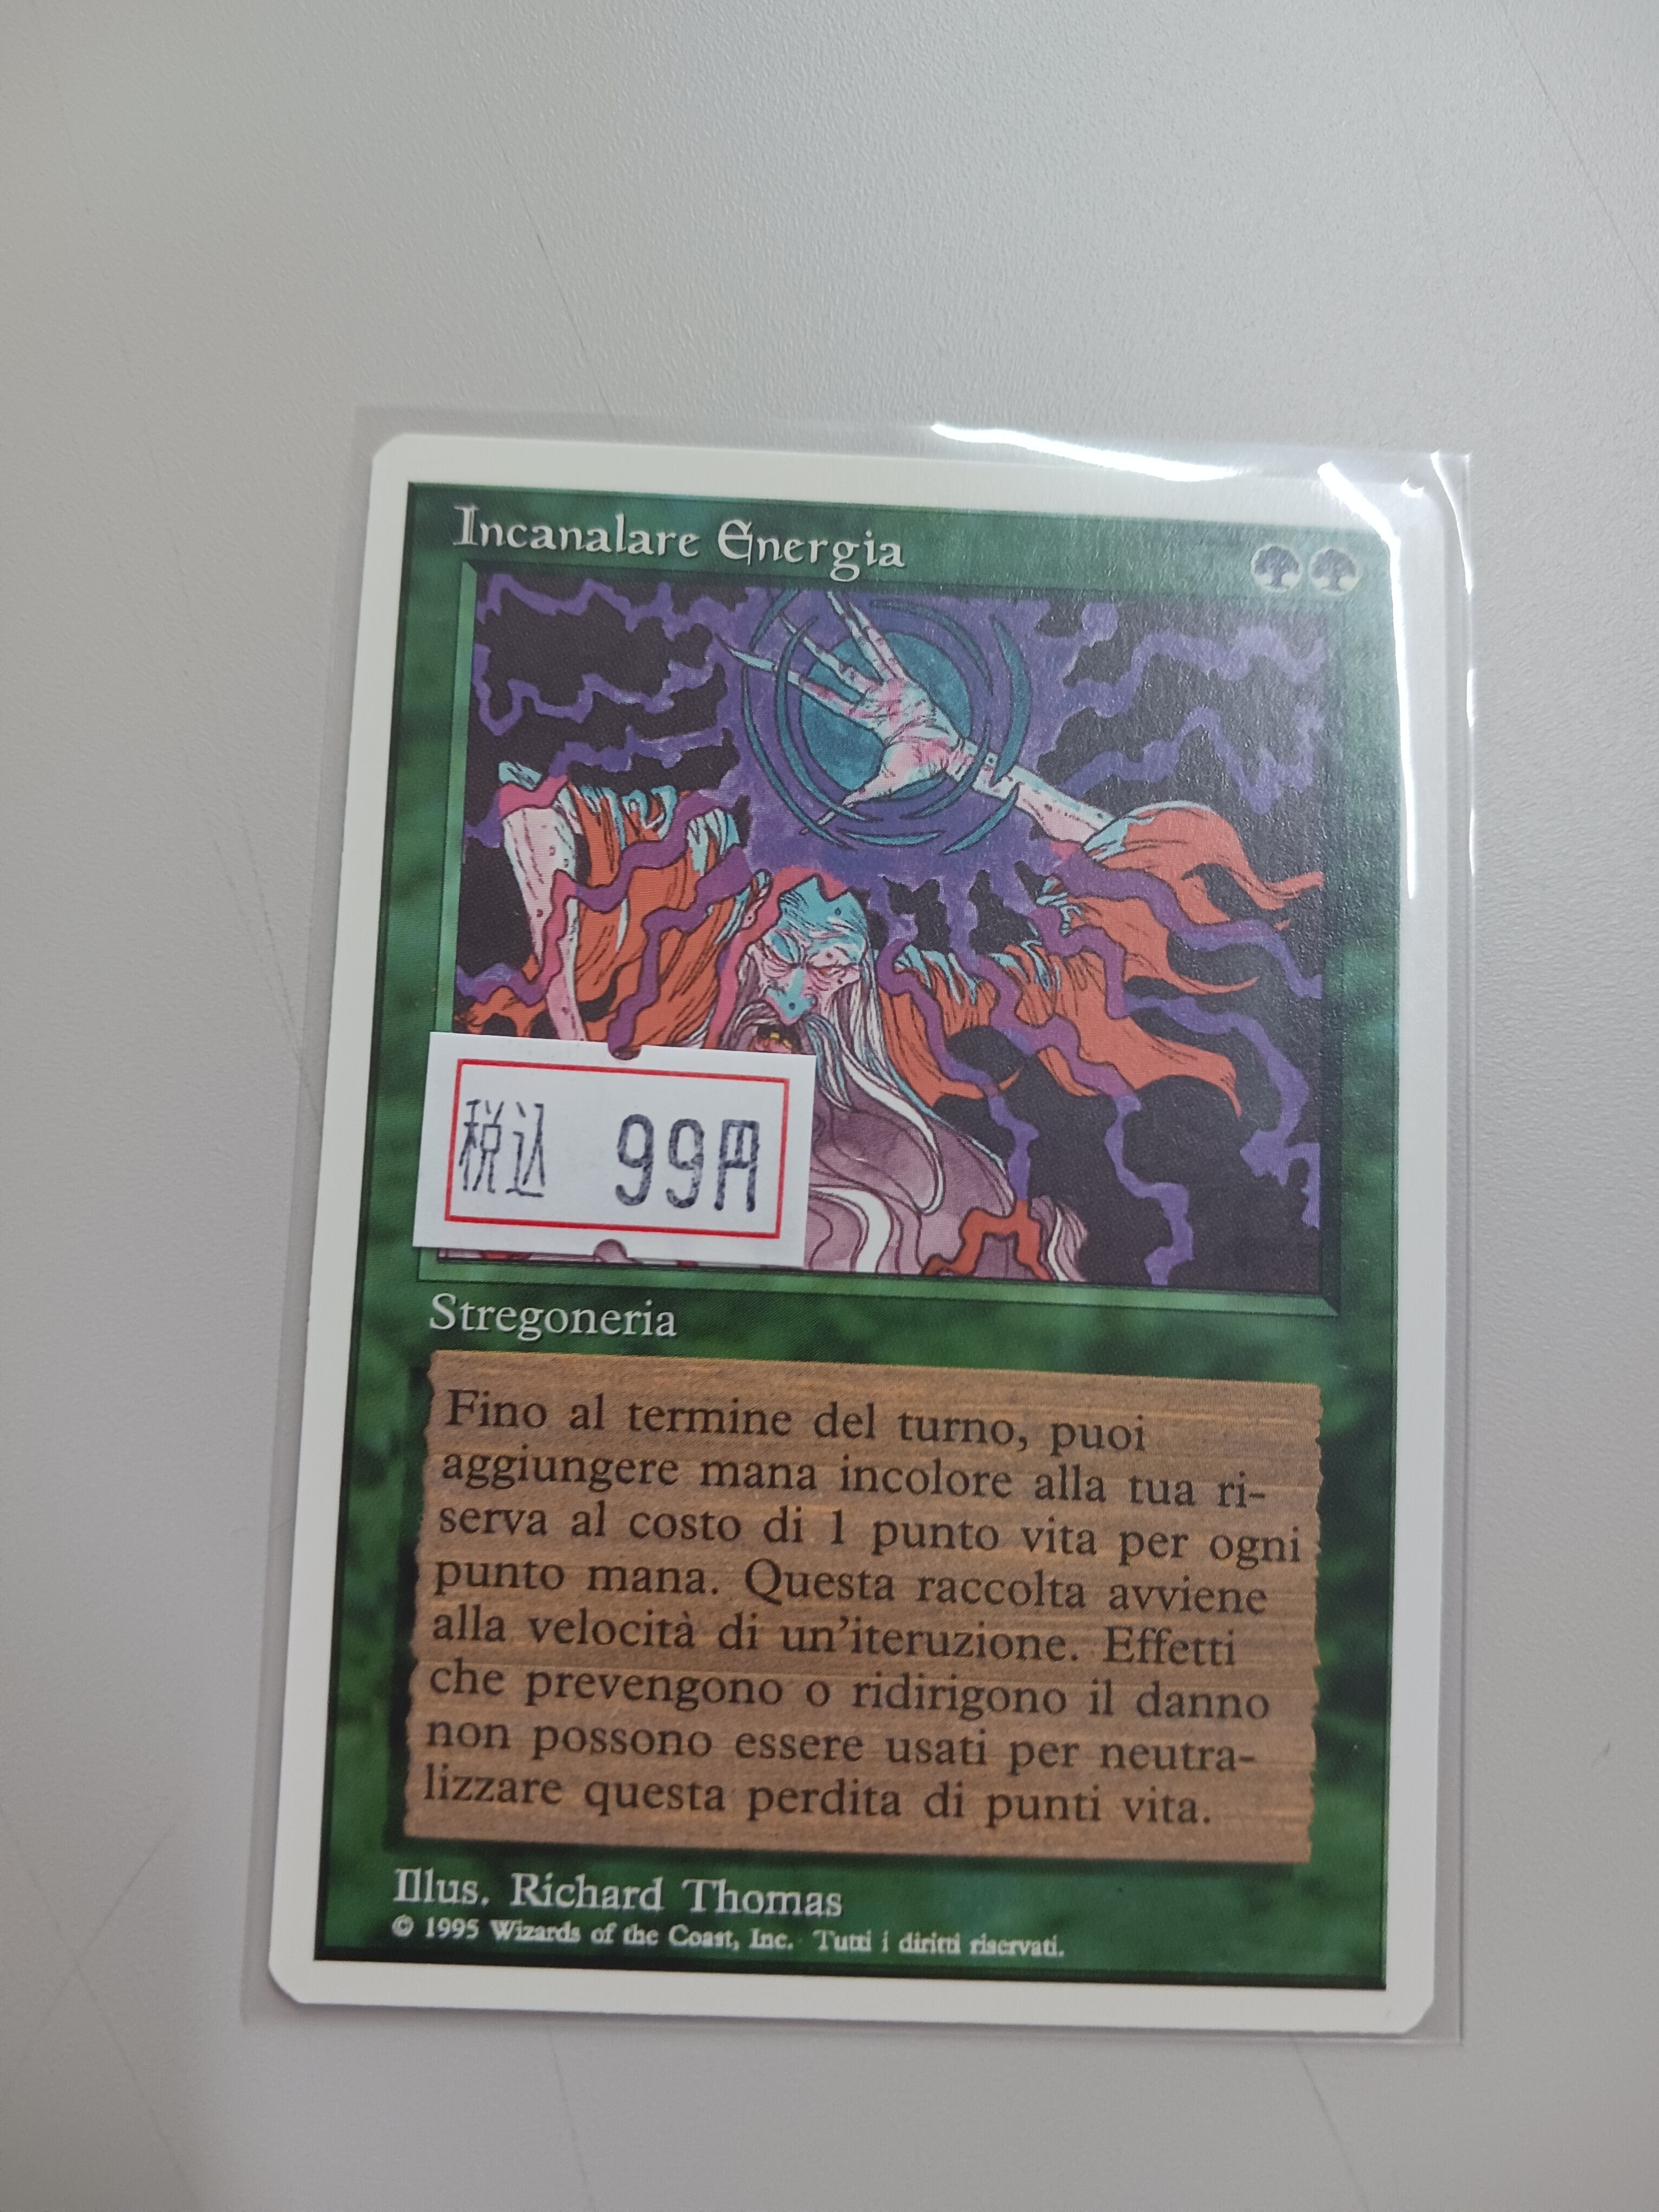 Incanalare Energia
税込 99円
Stregoneria
Fino al termine del turno, puoi
aggiungere mana incolore alla tua ri-
serva al costo di 1 punto vita per ogni
punto mana. Questa raccolta avviene
alla velocità di un'iteruzione. Effetti
che prevengono o ridirigono il danno
non possono essere usati per neutra-
lizzare questa perdita di punti vita.
Illus. Richard Thomas
© 1995 Wizards of the Coast, Inc. Tutti i diritti riservati.